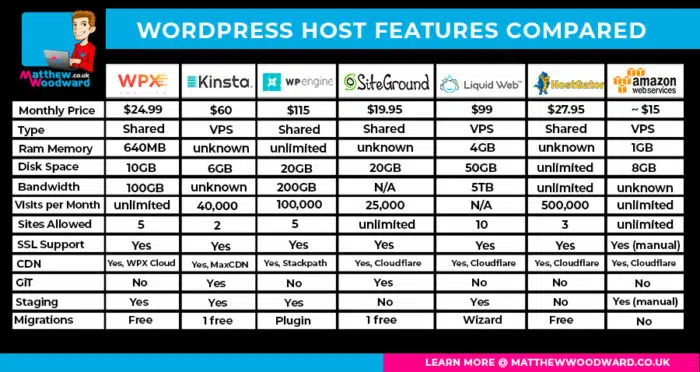 WORDPRESS HOST FEATURES COMPARED
Matthew .co.uk
Woodward
WPX Kinsta WP engine SiteGround Liquid Web™ HostGator amazon web services
Monthly Price $24.99 $60 $115 $19.95 $99 $27.95 ~ $15
Type Shared VPS Shared Shared VPS Shared VPS
Ram Memory 640MB unknown unlimited unknown 4GB unknown 1GB
Disk Space 10GB 6GB 20GB 20GB 50GB unlimited 8GB
Bandwidth 100GB unknown 200GB N/A 5TB unlimited unknown
Visits per Month unlimited 40,000 100,000 25,000 N/A 500,000 unlimited
Sites Allowed 5 2 5 unlimited 10 3 unlimited
SSL Support Yes Yes Yes Yes Yes Yes Yes (manual)
CDN Yes, WPX Cloud Yes, MaxCDN Yes, Stackpath Yes, Cloudflare Yes, Cloudflare Yes, Cloudflare Yes, Cloudflare
GiT No Yes No Yes No No No
Staging Yes Yes Yes No Yes No Yes (manual)
Migrations Free 1 free Plugin 1 free Wizard Free No
LEARN MORE @ MATTHEWWOODWARD.CO.UK